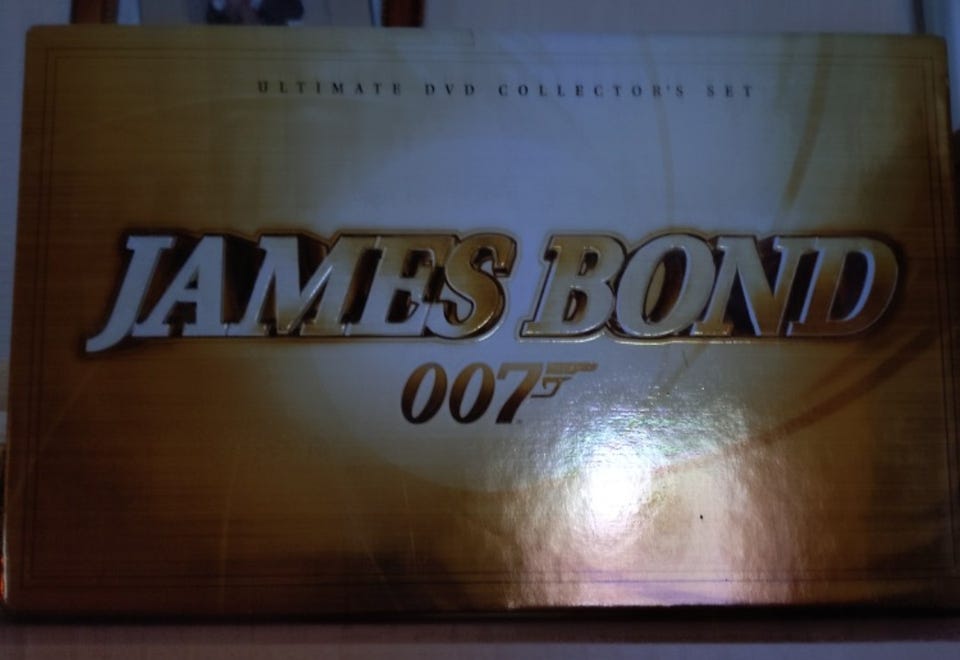 ULTIMATE DVD COLLECTOR'S SET
JAMES BOND
007